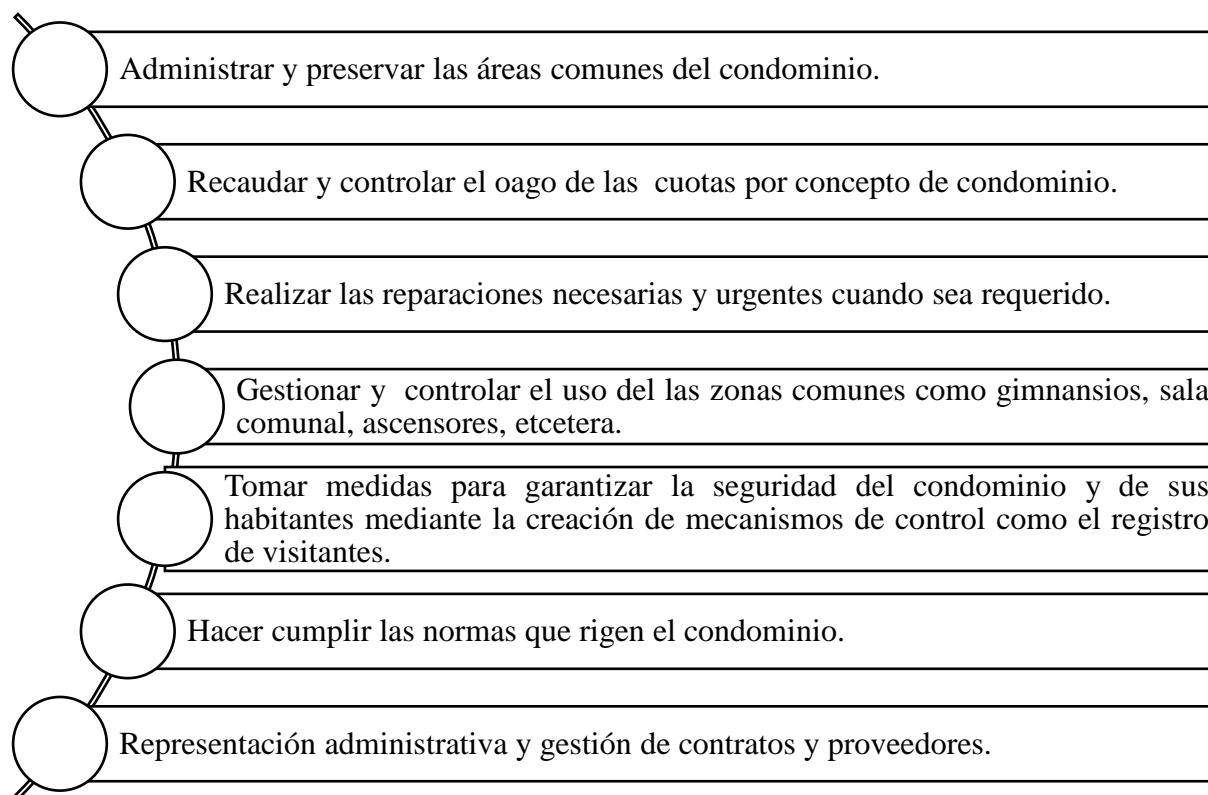 Administrar y preservar las áreas comunes del condominio.
Recaudar y controlar el oago de las  cuotas por concepto de condominio.
Realizar las reparaciones necesarias y urgentes cuando sea requerido.
Gestionar y  controlar el uso del las zonas comunes como gimnansios, sala
comunal, ascensores, etcetera.
Tomar medidas para garantizar la seguridad del condominio y de sus
habitantes mediante la creación de mecanismos de control como el registro
de visitantes.
Hacer cumplir las normas que rigen el condominio.
Representación administrativa y gestión de contratos y proveedores.